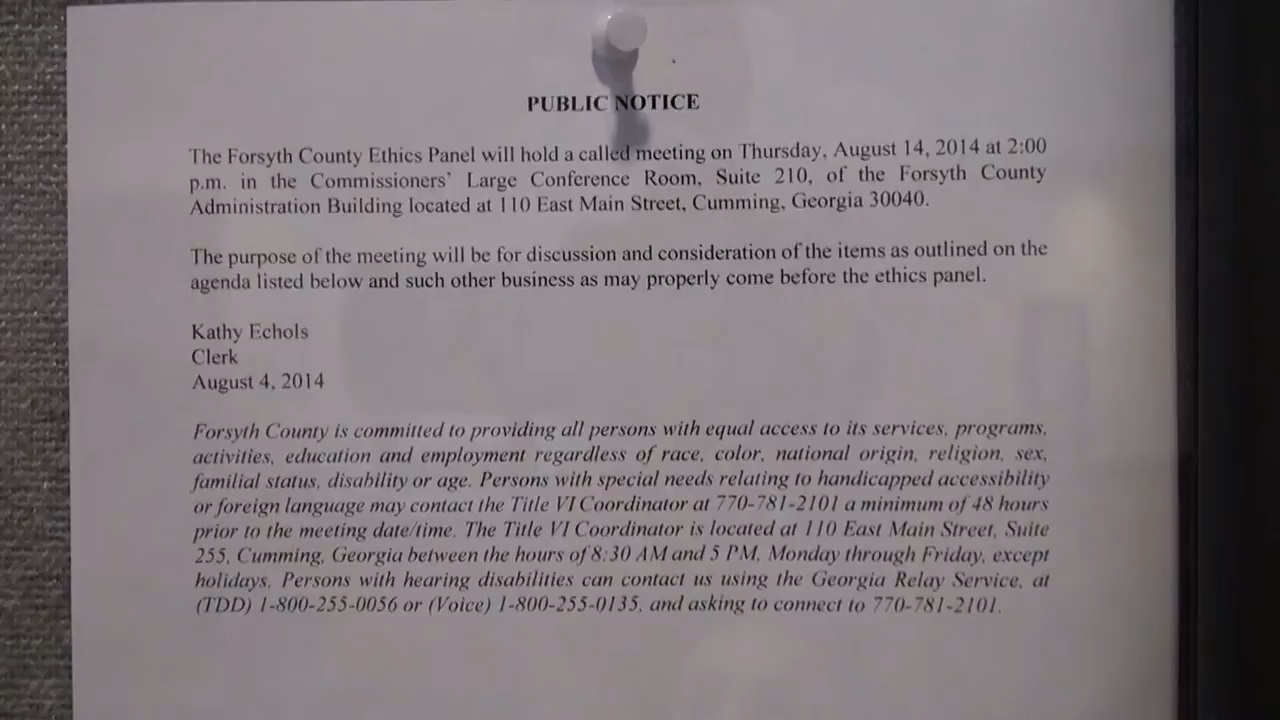 PUBLIC NOTICE
The Forsyth County Ethics Panel will hold a called meeting on Thursday, August 14, 2014 at 2:00
p.m. in the Commissioners' Large Conference Room, Suite 210, of the Forsyth County
Administration Building located at 110 East Main Street, Cumming, Georgia 30040.
The purpose of the meeting will be for discussion and consideration of the items as outlined on the
agenda listed below and such other business as may properly come before the ethics panel.
Kathy Echols
Clerk
August 4, 2014
Forsyth County is committed to providing all persons with equal access to its services, programs,
activities, education and employment regardless of race, color, national origin, religion, sex,
familial status, disability or age. Persons with special needs relating to handicapped accessibility
or foreign language may contact the Title VI Coordinator at 770-781-2101 a minimum of 48 hours
prior to the meeting date/time. The Title VI Coordinator is located at 110 East Main Street, Suite
255, Cumming, Georgia between the hours of 8:30 AM and 5 PM, Monday through Friday, except
holidays. Persons with hearing disabilities can contact us using the Georgia Relay Service, at
(TDD) 1-800-255-0056 or (Voice) 1-800-255-0135, and asking to connect to 770-781-2101.